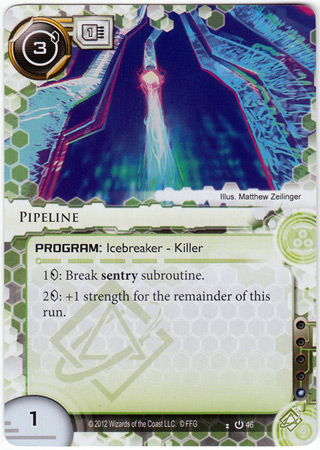 3
1
Illus. Matthew Zeilinger
PIPELINE
PROGRAM: Icebreaker - Killer
1: Break sentry subroutine.
2: +1 strength for the remainder of this
run.
1
© 2012 Wizards of the Coast LLC. © FFG 46